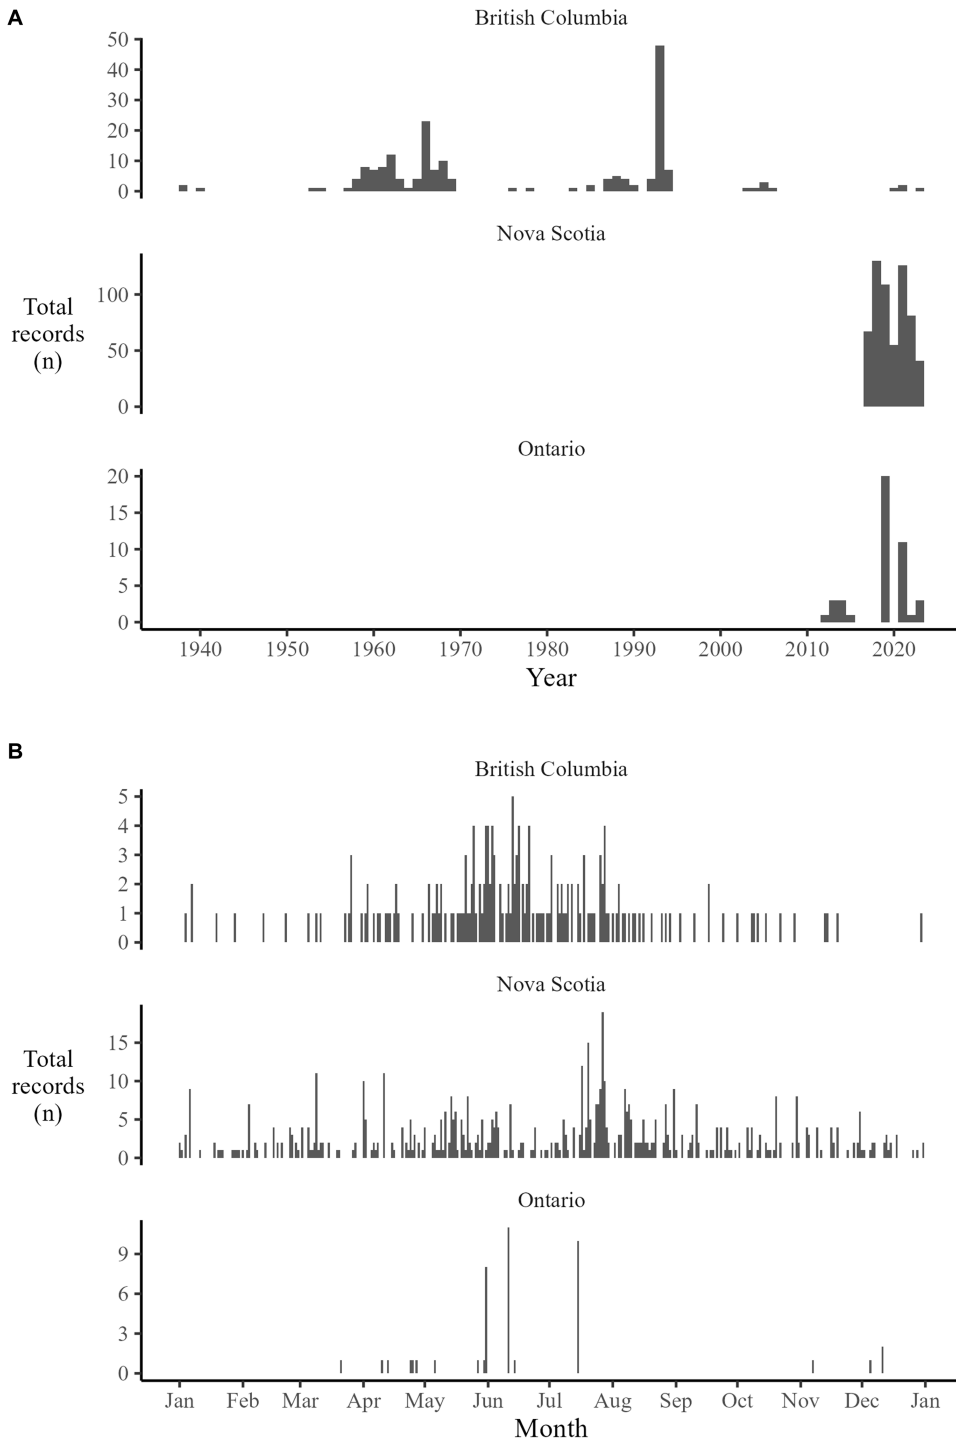 A
British Columbia
50
40
30
20
10
0
Nova Scotia
Total
records
(n)
100
50
0
Ontario
20
15
10
5
0
1940 1950 1960 1970 1980 1990 2000 2010 2020
Year
B
British Columbia
5
4
3
2
1
0
Nova Scotia
Total
records
(n)
15
10
5
0
Ontario
9
6
3
0
Jan Feb Mar Apr May Jun Jul Aug Sep Oct Nov Dec Jan
Month